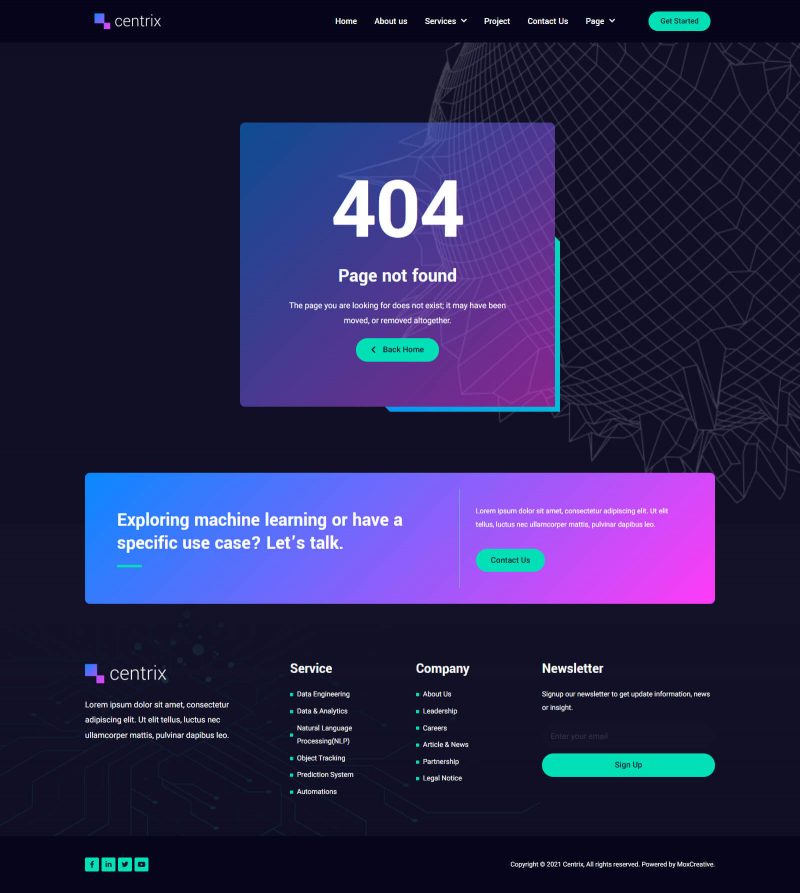 centrix
Home About us Services Project Contact Us Page Get Started
404
Page not found
The page you are looking for does not exist; it may have been
moved, or removed altogether.
Back Home
Exploring machine learning or have a
specific use case? Let's talk.
Lorem ipsum dolor sit amet, consectetur adipiscing elit. Ut elit
tellus, luctus nec ullamcorper mattis, pulvinar dapibus leo.
Contact Us
centrix
Lorem ipsum dolor sit amet, consectetur
adipiscing elit. Ut elit tellus, luctus nec
ullamcorper mattis, pulvinar dapibus leo.
Service
Data Engineering
Data & Analytics
Natural Language
Processing(NLP)
Object Tracking
Prediction System
Automations
Company
About Us
Leadership
Careers
Article & News
Partnership
Legal Notice
Newsletter
Signup our newsletter to get update information, news
or insight.
Enter your email
Sign Up
Copyright © 2021 Centrix, All rights reserved. Powered by MoxCreative.